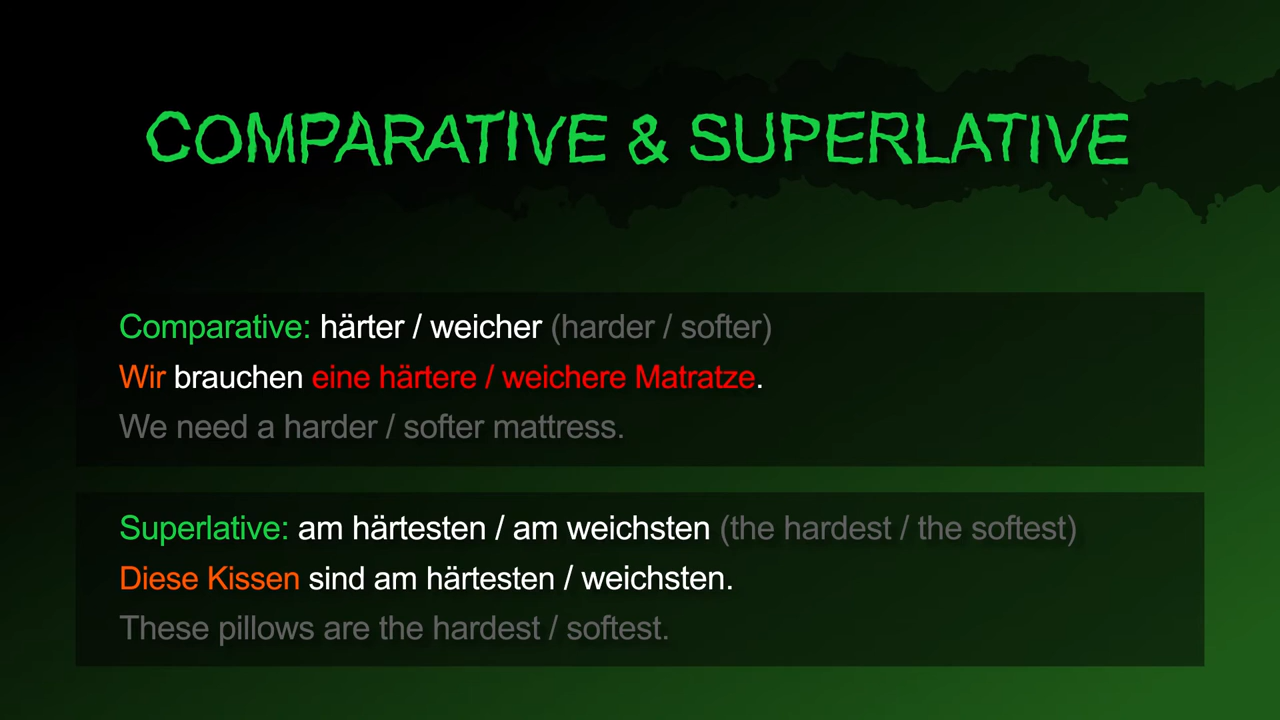 COMPARATIVE & SUPERLATIVE
Comparative: härter / weicher (harder / softer)
Wir brauchen eine härtere / weichere Matratze.
We need a harder / softer mattress.
Superlative: am härtesten / am weichsten (the hardest / the softest)
Diese Kissen sind am härtesten / weichsten.
These pillows are the hardest / softest.